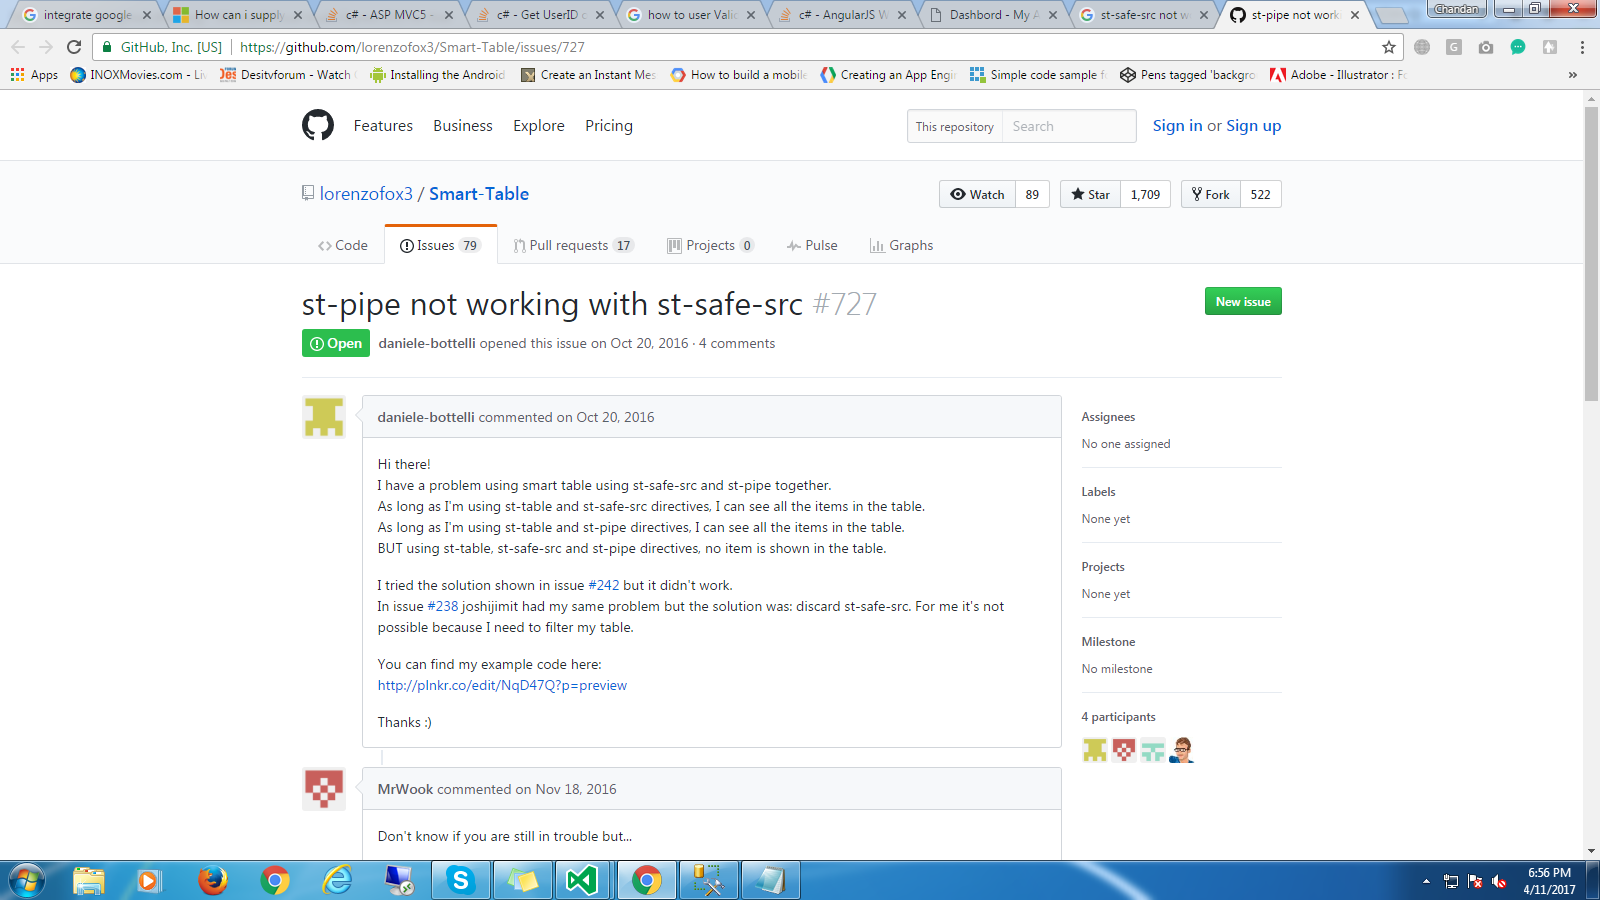 integrate google
How can i supply
c# - ASP MVC5 -
c# - Get UserID
how to user Valid
c# - AngularJS W
Dashbord - My A
st-safe-src not w
st-pipe not work
Chandan
GitHub, Inc. [US]
https://github.com/lorenzofox3/Smart-Table/issues/727
Apps
INOXMovies.com - Li
Desitvforum - Watch
Installing the Android
Create an Instant Mes
How to build a mobile
Creating an App Engi
Simple code sample f
Pens tagged 'backgro
Adobe - Illustrator : F
Features
Business
Explore
Pricing
This repository
Search
Sign in or Sign up
lorenzofox3 / Smart-Table
Watch 89
Star 1,709
Fork 522
Code
Issues 79
Pull requests 17
Projects 0
Pulse
Graphs
st-pipe not working with st-safe-src #727
New issue
Open
daniele-bottelli opened this issue on Oct 20, 2016 · 4 comments
daniele-bottelli commented on Oct 20, 2016
Hi there!
I have a problem using smart table using st-safe-src and st-pipe together.
As long as I'm using st-table and st-safe-src directives, I can see all the items in the table.
As long as I'm using st-table and st-pipe directives, I can see all the items in the table.
BUT using st-table, st-safe-src and st-pipe directives, no item is shown in the table.
I tried the solution shown in issue #242 but it didn't work.
In issue #238 joshijimit had my same problem but the solution was: discard st-safe-src. For me it's not
possible because I need to filter my table.
You can find my example code here:
http://plnkr.co/edit/NqD47Q?p=preview
Thanks :)
Assignees
No one assigned
Labels
None yet
Projects
None yet
Milestone
No milestone
4 participants
MrWook commented on Nov 18, 2016
Don't know if you are still in trouble but...
6:56 PM
4/11/2017